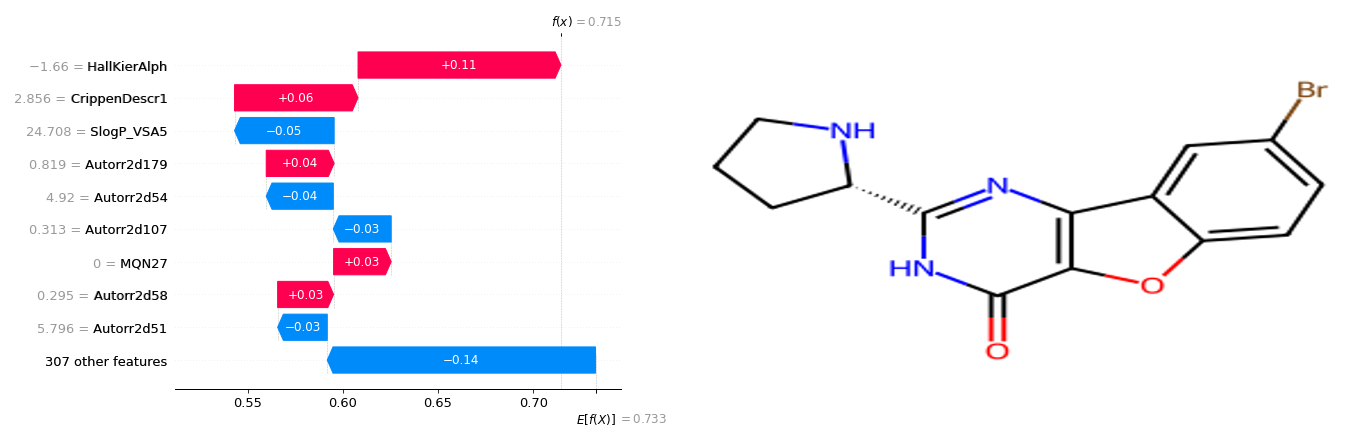 f(x) = 0.715
−1.66 = HallKierAlph
+0.11
2.856 = CrippenDescr1
+0.06
24.708 = SlogP_VSA5
−0.05
0.819 = Autorr2d179
+0.04
4.92 = Autorr2d54
−0.04
0.313 = Autorr2d107
−0.03
0 = MQN27
+0.03
0.295 = Autorr2d58
+0.03
5.796 = Autorr2d51
−0.03
307 other features
−0.14
0.55 0.60 0.65 0.70
E[f(X)] = 0.733
Br
NH
N
HN
O
O